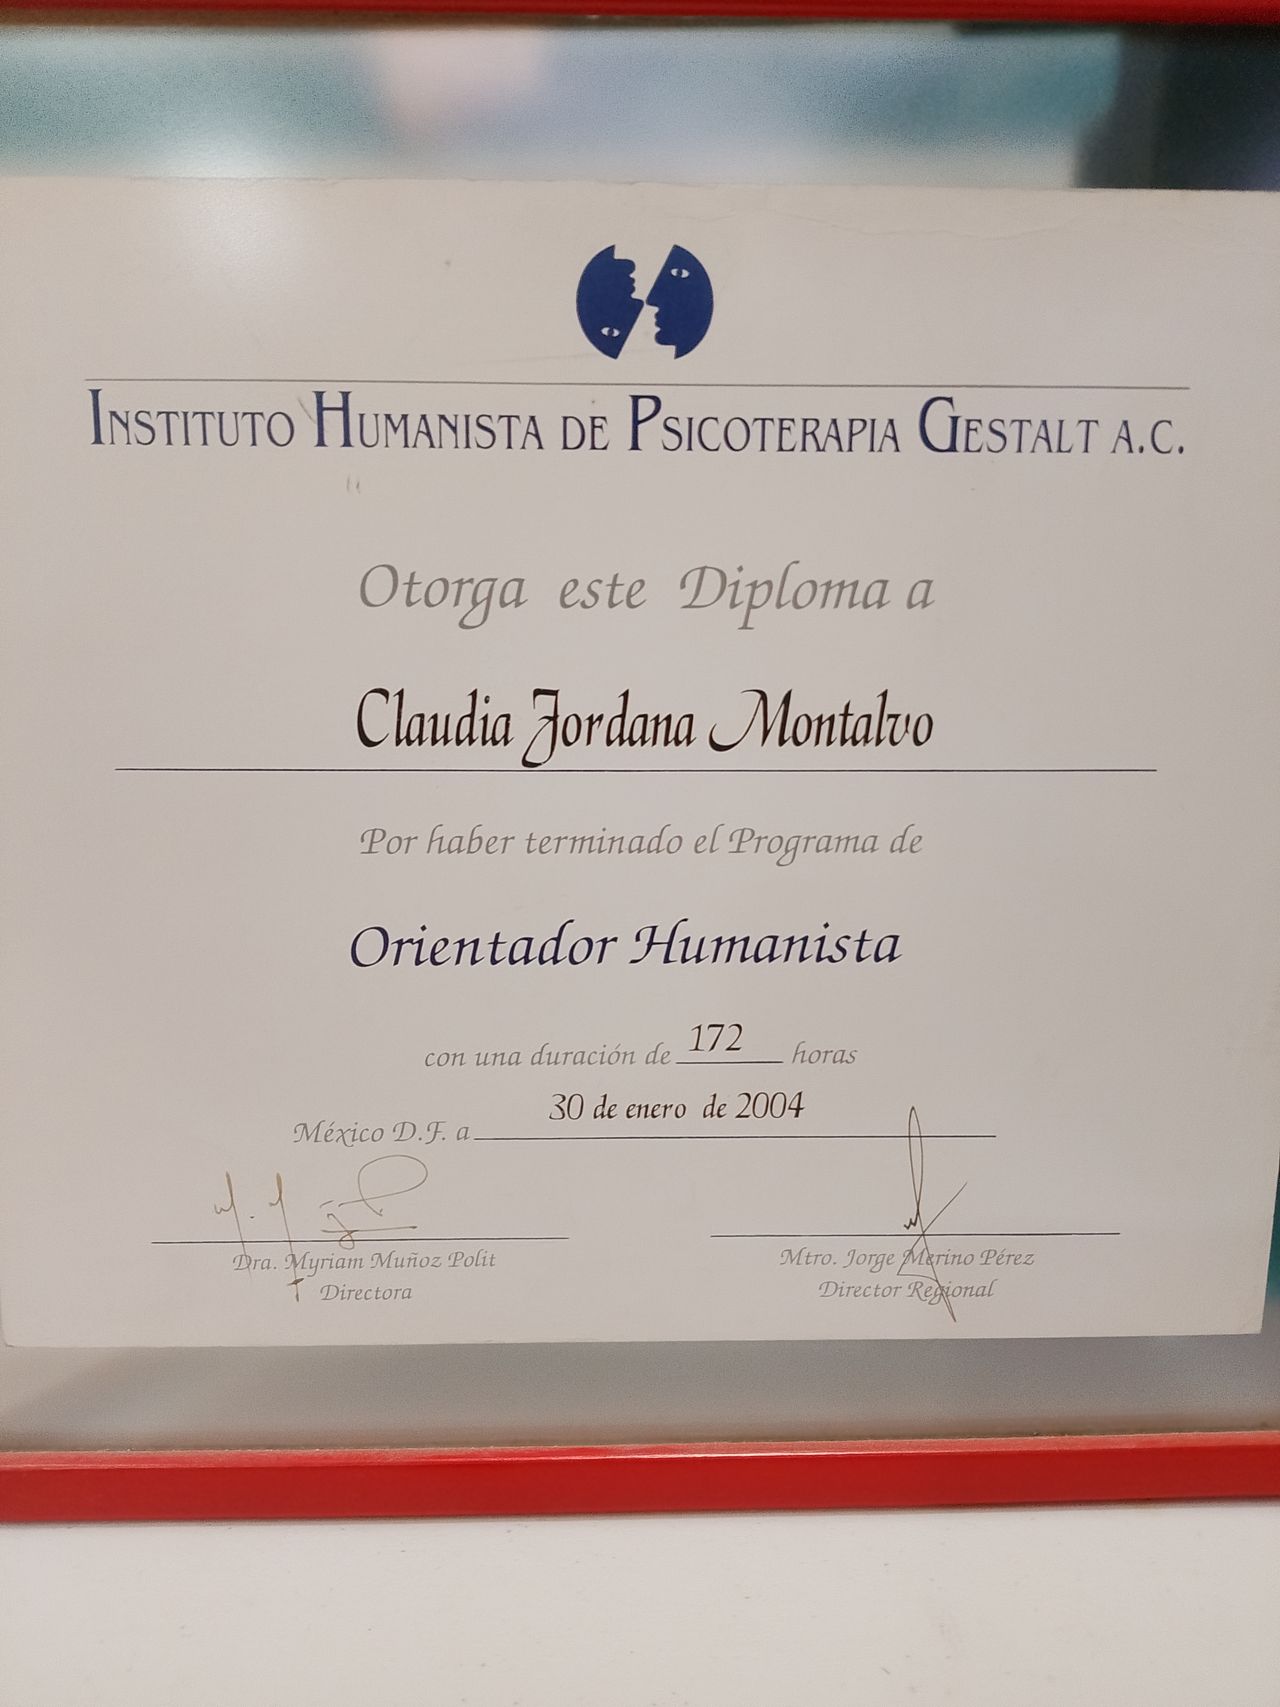 INSTITUTO HUMANISTA DE PSICOTERAPIA GESTALT A.C.
Otorga este Diploma a
Claudia Jordana Montalvo
Por haber terminado el Programa de
Orientador Humanista
con una duración de 172 horas
México D.F. a 30 de enero de 2004
Dra. Myriam Muñoz Polit
Directora
Mtro. Jorge Merino Pérez
Director Regional